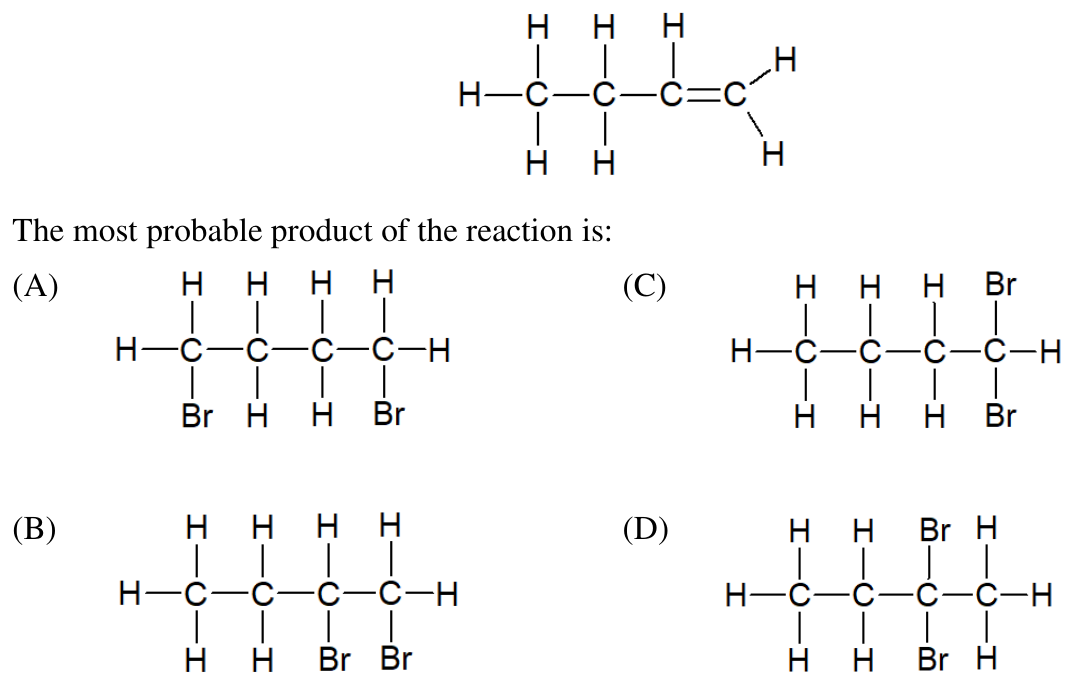 H H H
H
H—C—C—C=C
H H
H
The most probable product of the reaction is:
(A)
H H H H
H—C—C—C—C—H
Br H H Br
(C)
H H H Br
H—C—C—C—C—H
H H H Br
(B)
H H H H
H—C—C—C—C—H
H H Br Br
(D)
H H Br H
H—C—C—C—C—H
H H Br H